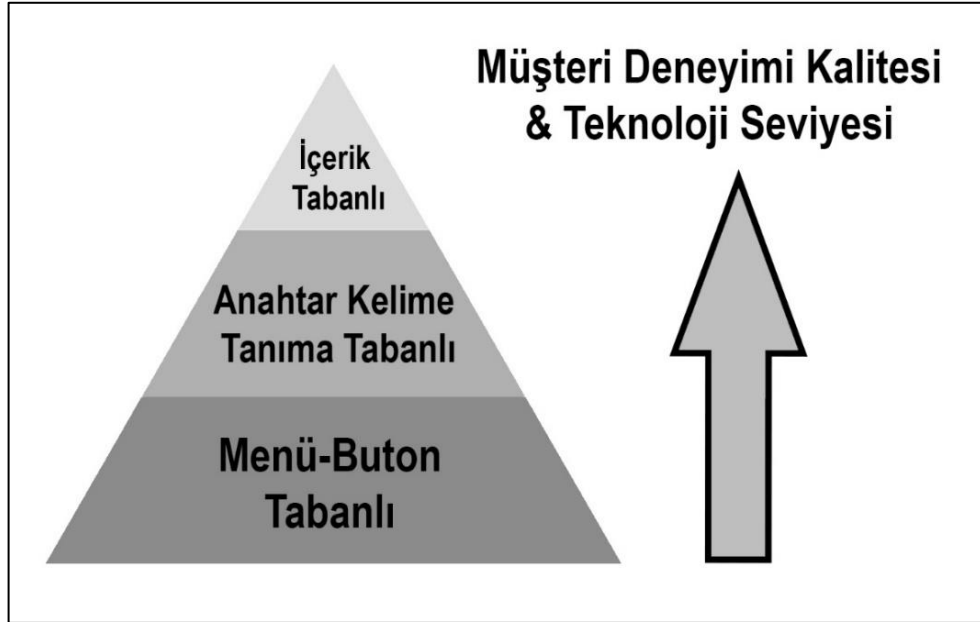 Müşteri Deneyimi Kalitesi
& Teknoloji Seviyesi
İçerik
Tabanlı
Anahtar Kelime
Tanıma Tabanlı
Menü-Buton
Tabanlı